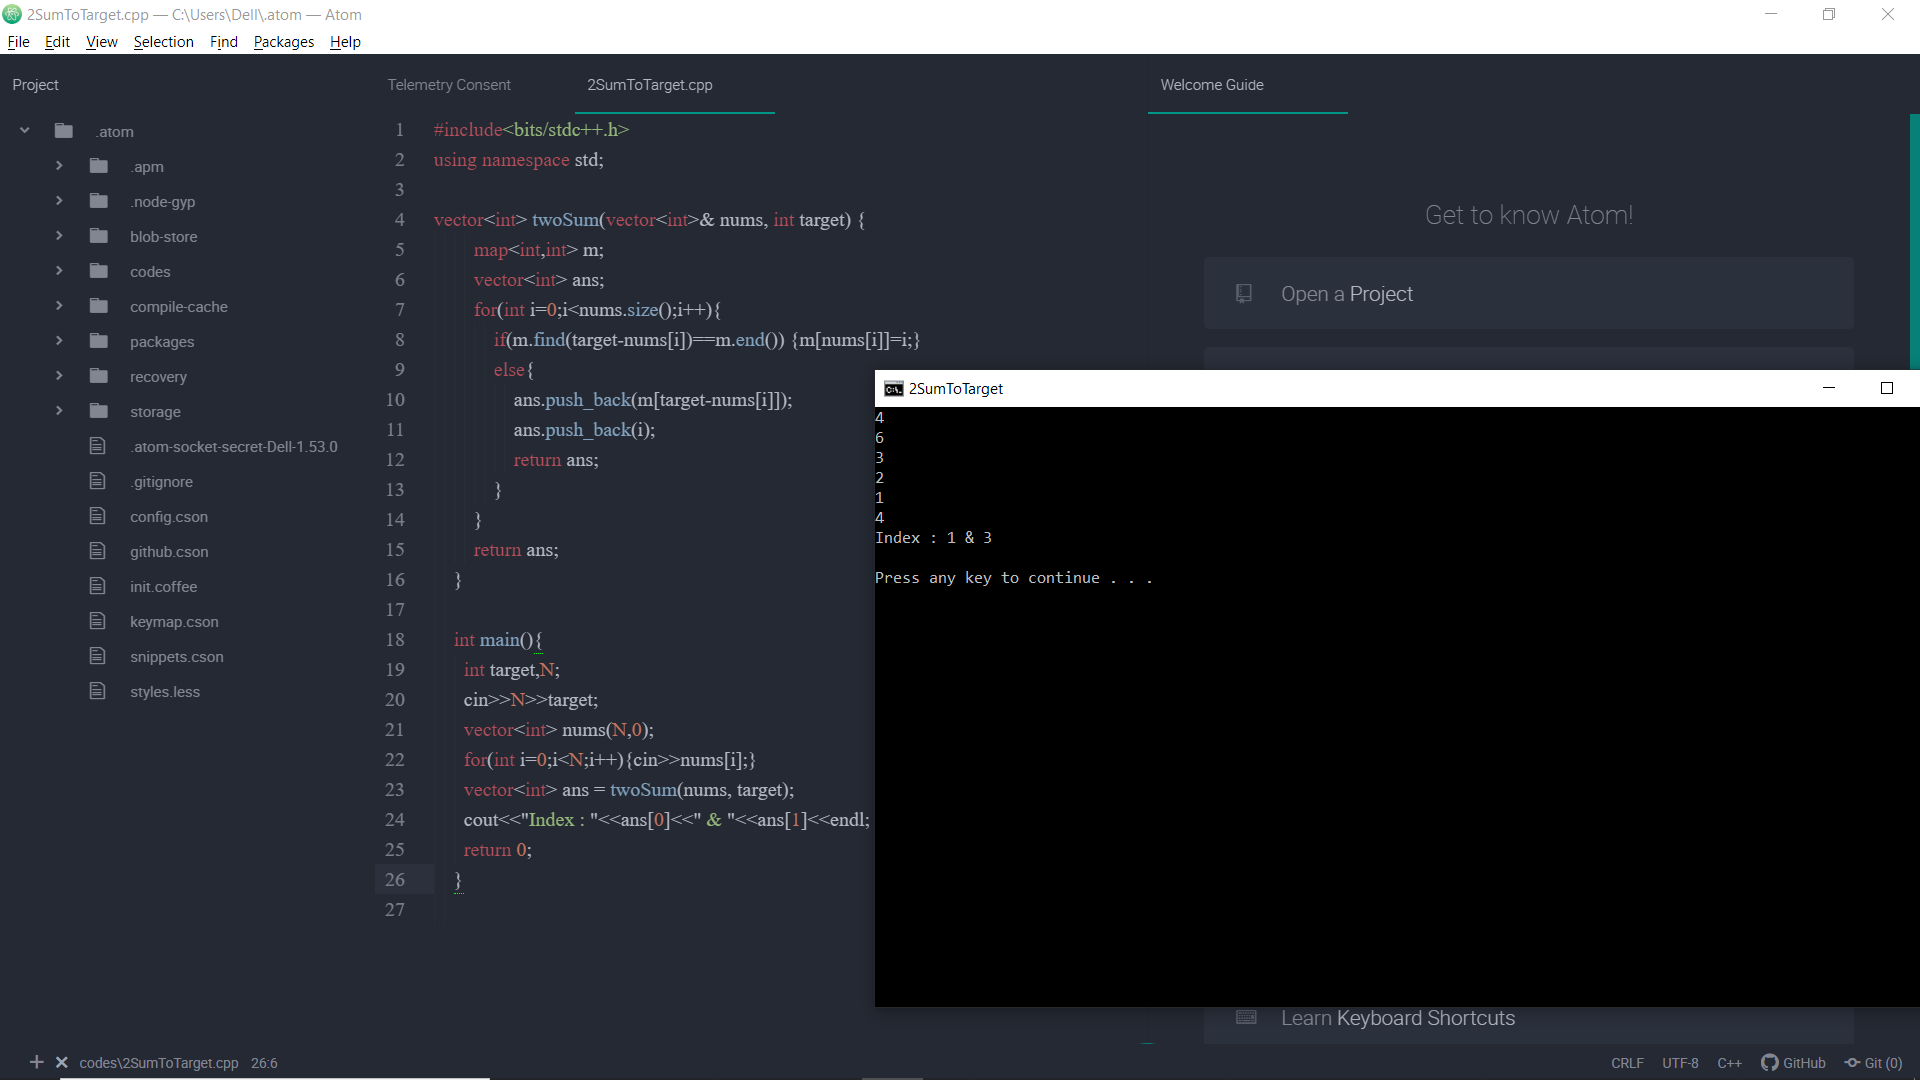 2SumToTarget.cpp — C:\Users\Dell\.atom — Atom
File Edit View Selection Find Packages Help
Project
.atom
.apm
.node-gyp
blob-store
codes
compile-cache
packages
recovery
storage
.atom-socket-secret-Dell-1.53.0
.gitignore
config.cson
github.cson
init.coffee
keymap.cson
snippets.cson
styles.less
Telemetry Consent 2SumToTarget.cpp
1 #include<bits/stdc++.h>
2 using namespace std;
3
4 vector<int> twoSum(vector<int>& nums, int target) {
5 map<int,int> m;
6 vector<int> ans;
7 for(int i=0;i<nums.size();i++){
8 if(m.find(target-nums[i])==m.end()) {m[nums[i]]=i;}
9 else{
10 ans.push_back(m[target-nums[i]]);
11 ans.push_back(i);
12 return ans;
13 }
14 }
15 return ans;
16 }
17
18 int main(){
19 int target,N;
20 cin>>N>>target;
21 vector<int> nums(N,0);
22 for(int i=0;i<N;i++){cin>>nums[i];}
23 vector<int> ans = twoSum(nums, target);
24 cout<<"Index : "<<ans[0]<<" & "<<ans[1]<<endl;
25 return 0;
26 }
27
Welcome Guide
Get to know Atom!
Open a Project
2SumToTarget
4
6
3
2
1
4
Index : 1 & 3
Press any key to continue . . .
Learn Keyboard Shortcuts
codes\2SumToTarget.cpp 26:6
CRLF UTF-8 C++ GitHub Git (0)